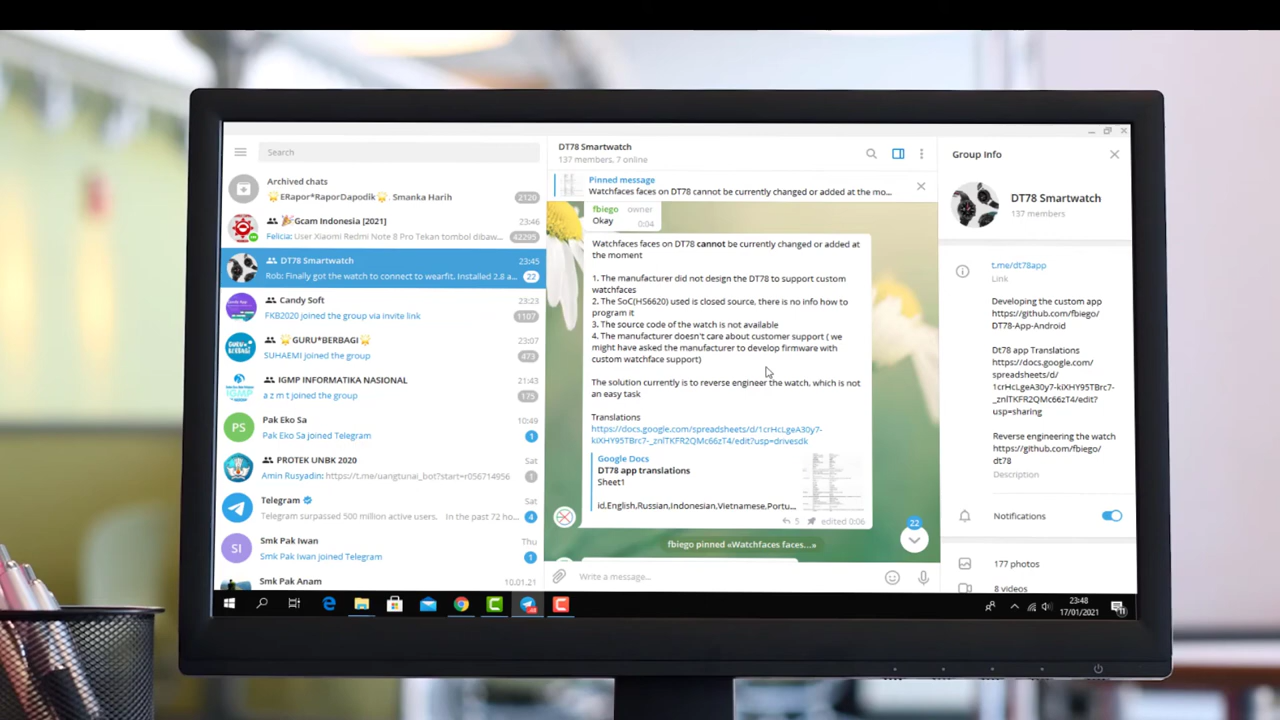 Search
Archived chats
ERapor*RaporDapodik . Smanka Harih
2120
Gcam Indonesia [2021]
23:46
Felicia: User Xiaomi Redmi Note 8 Pro Tekan tombol dibaw...
42295
DT78 Smartwatch
23:45
Rob: Finally got the watch to connect to wearfit. Installed 2.8 a...
22
Candy Soft
23:23
FKB2020 joined the group via invite link
1107
GURU*BERBAGI
23:07
SUHAEMI joined the group
473
IGMP INFORMATIKA NASIONAL
21:43
a z m t joined the group
175
PS
Pak Eko Sa
10:49
Pak Eko Sa joined Telegram
1
PROTEK UNBK 2020
Sat
Amin Rusyadin: https://t.me/uangtunai_bot?start=r056714956
1
Telegram
Sat
Telegram surpassed 500 million active users. In the past 72 ho...
4
SI
Smk Pak Iwan
Thu
Smk Pak Iwan joined Telegram
1
Smk Pak Anam
10.01.21
DT78 Smartwatch
137 members, 7 online
Pinned message
Watchfaces faces on DT78 cannot be currently changed or added at the mo...
fbiego owner
Okay
0:04
Watchfaces faces on DT78 cannot be currently changed or added at
the moment
1. The manufacturer did not design the DT78 to support custom
watchfaces
2. The SoC(HS6620) used is closed source, there is no info how to
program it
3. The source code of the watch is not available
4. The manufacturer doesn't care about customer support ( we
might have asked the manufacturer to develop firmware with
custom watchface support)
The solution currently is to reverse engineer the watch, which is not
an easy task
Translations
https://docs.google.com/spreadsheets/d/1crHcLgeA30y7-
kiXHY95TBrc7-_znlTKFR2QMc66zT4/edit?usp=drivesdk
Google Docs
DT78 app translations
Sheet1
id,English,Russian,Indonesian,Vietnamese,Portu...
5
edited 0:06
22
fbiego pinned «Watchfaces faces...»
Write a message...
Group Info
DT78 Smartwatch
137 members
t.me/dt78app
Link
Developing the custom app
https://github.com/fbiego/
DT78-App-Android
Dt78 app Translations
https://docs.google.com/
spreadsheets/d/
1crHcLgeA30y7-kiXHY95TBrc7-
_znlTKFR2QMc66zT4/edit?
usp=sharing
Reverse engineering the watch
https://github.com/fbiego/
dt78
Description
Notifications
177 photos
8 videos
23:48
17/01/2021